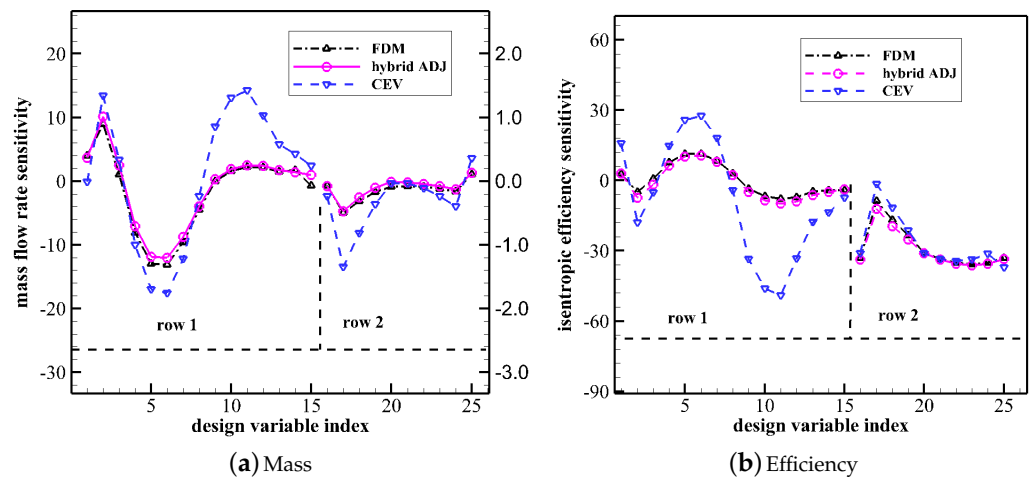 FDM
hybrid ADJ
CEV
20
10
0
-10
-20
-30
2.0
1.0
0.0
-1.0
-2.0
-3.0
mass flow rate sensitivity
row 1
row 2
5
10
15
20
25
design variable index
(a) Mass
FDM
hybrid ADJ
CEV
60
30
0
-30
-60
-90
isentropic efficiency sensitivity
row 1
row 2
5
10
15
20
25
design variable index
(b) Efficiency